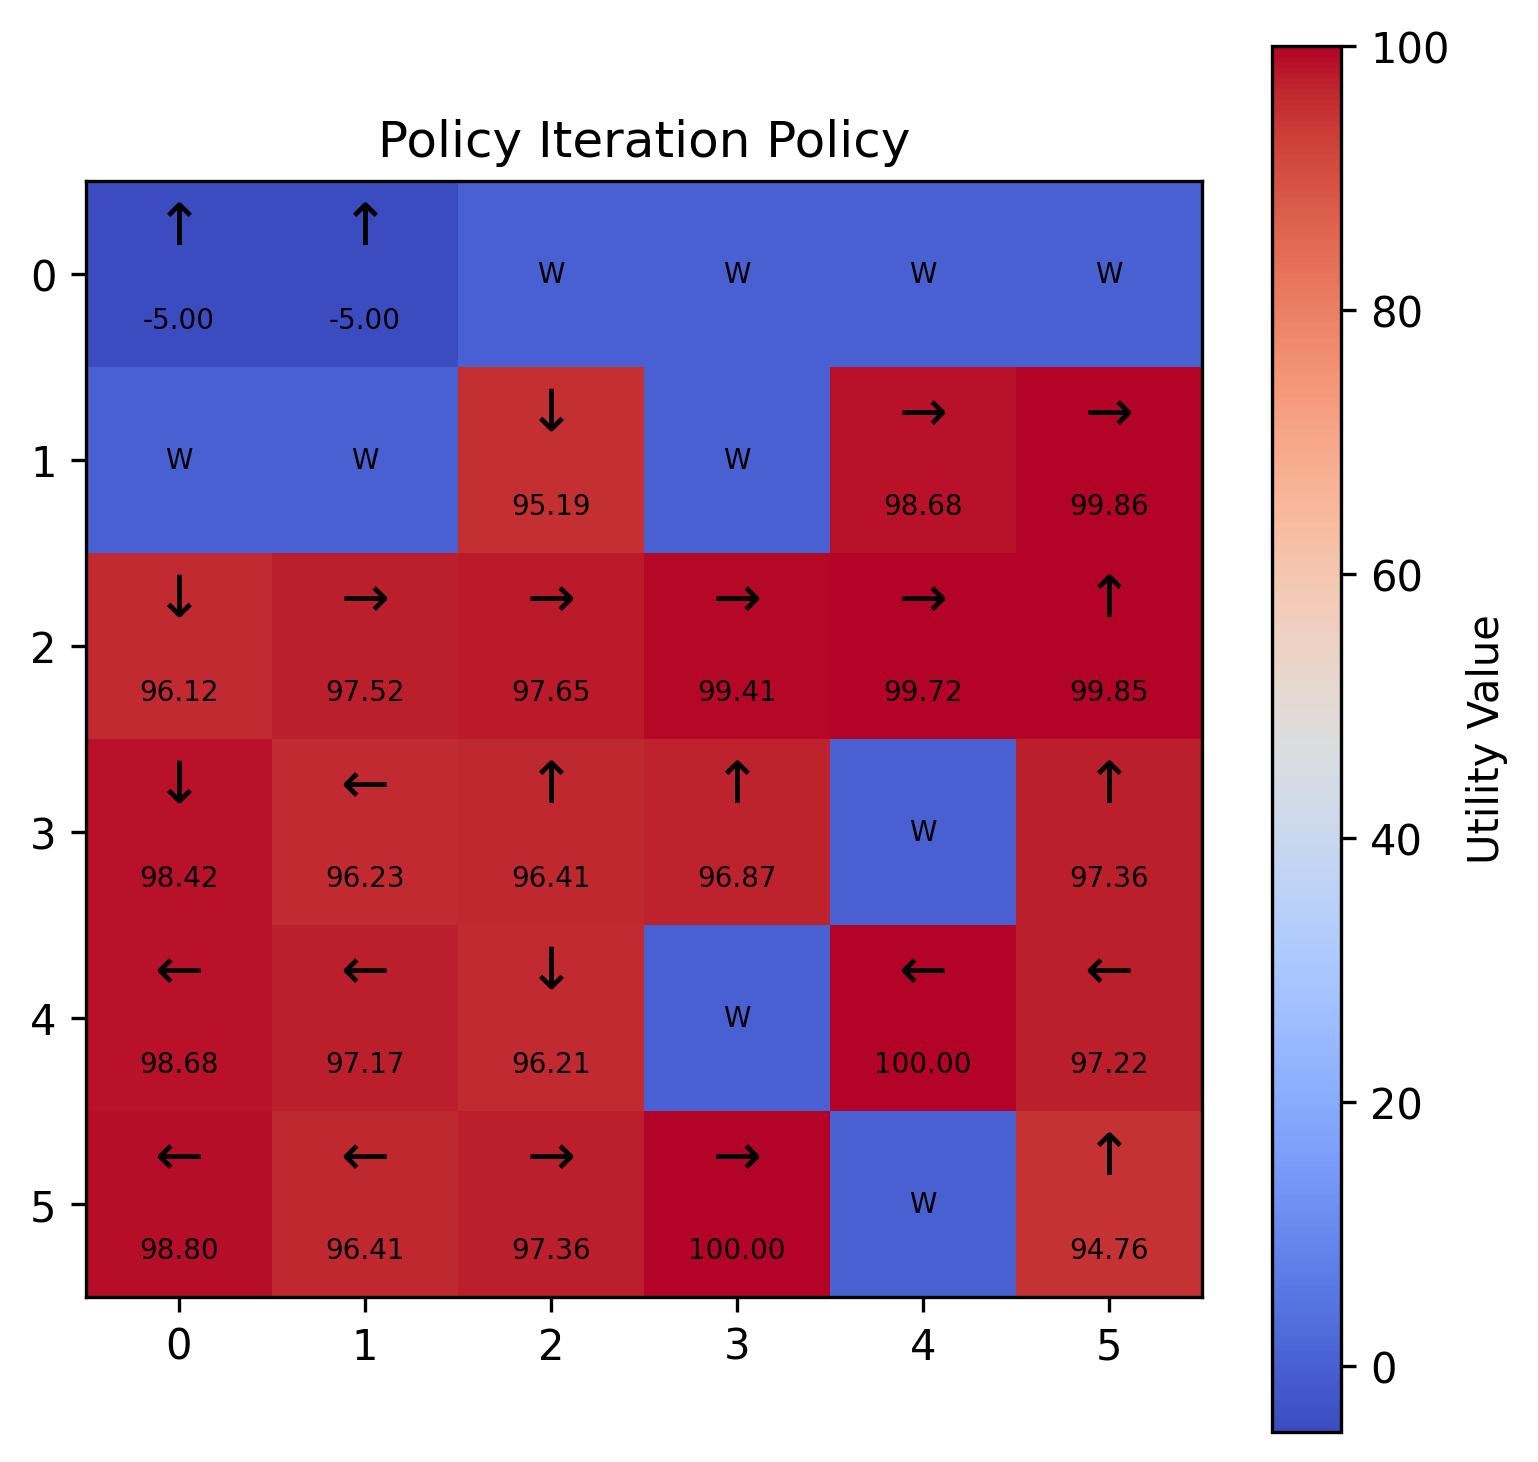 Policy Iteration Policy
0 ↑ ↑ W W W W
-5.00 -5.00
1 W W ↓ W → →
95.19 98.68 99.86
2 ↓ → → → → ↑
96.12 97.52 97.65 99.41 99.72 99.85
3 ↓ ← ↑ ↑ W ↑
98.42 96.23 96.41 96.87 97.36
4 ← ← ↓ W ← ←
98.68 97.17 96.21 100.00 97.22
5 ← ← → → W ↑
98.80 96.41 97.36 100.00 94.76
0 1 2 3 4 5
100
80
60
40
20
0
Utility Value